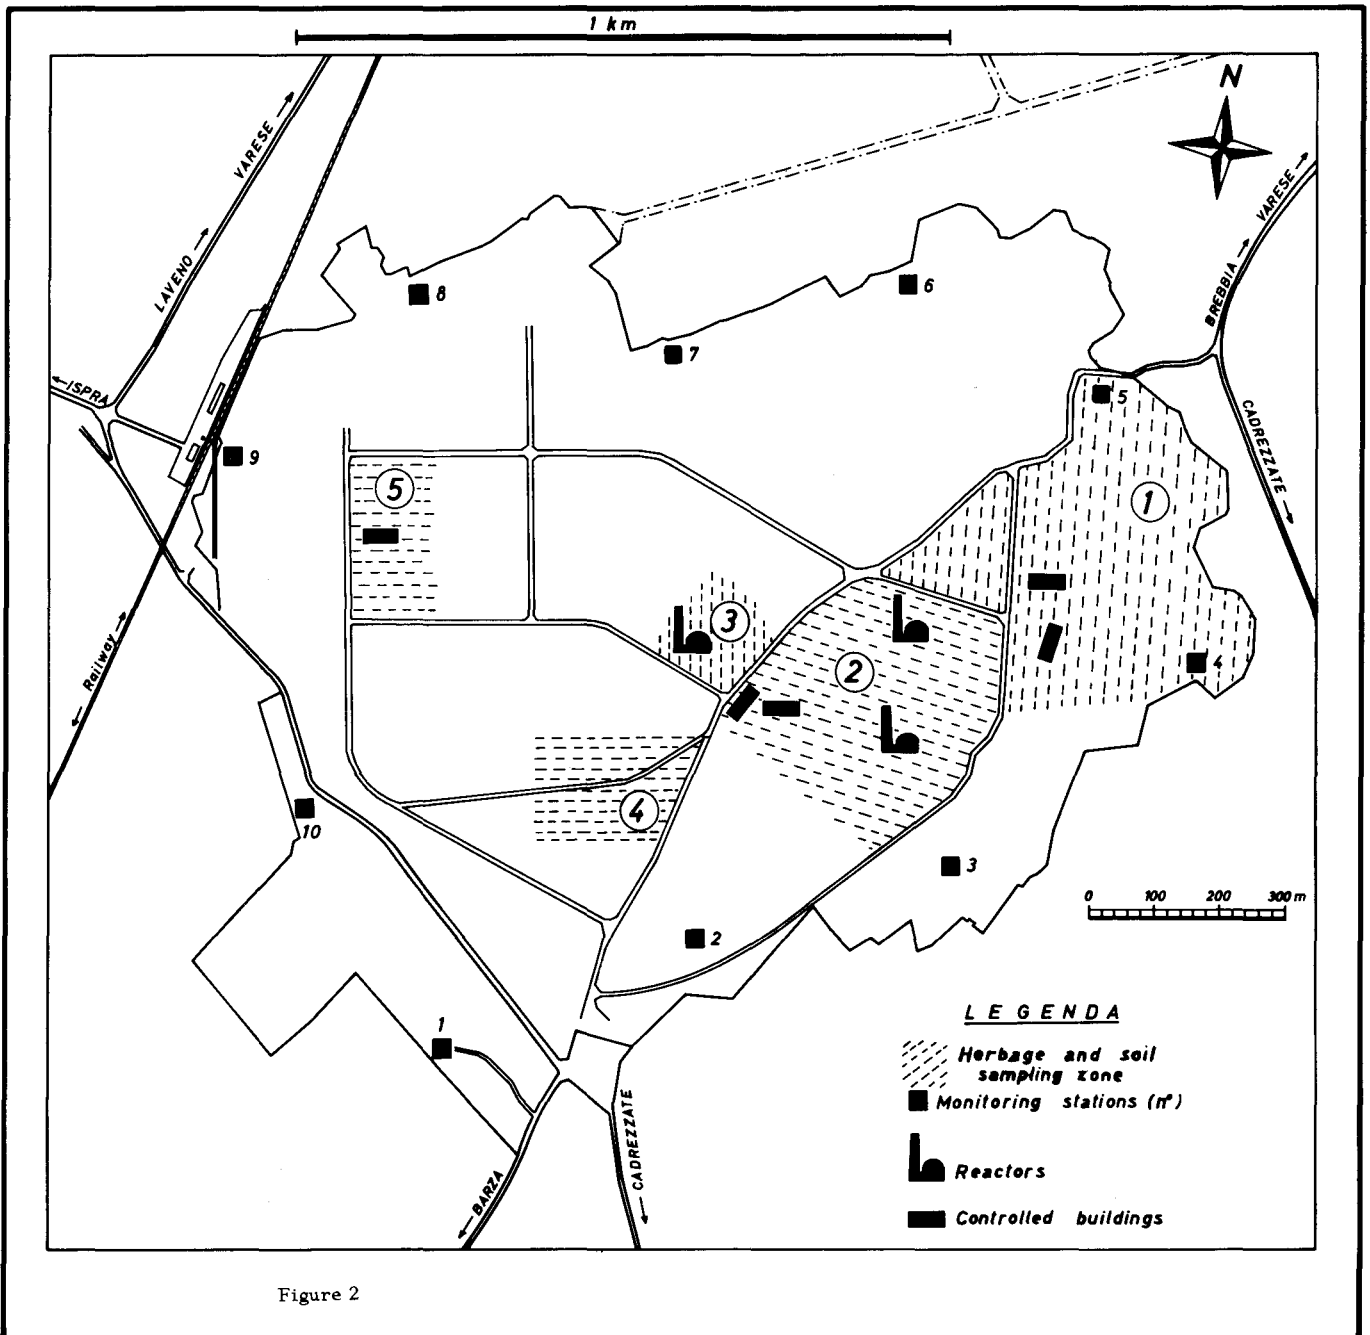 1 km
N
VARESE
LAVENO
ISPRA
VARESE
BREBBIA
CADREZZATE
8
6
7
5
9
5
1
3
2
4
Railway
4
10
3
0 100 200 300 m
2
1
LEGENDA
Herbage and soil
sampling zone
Monitoring stations (n°)
Reactors
Controlled buildings
CADREZZATE
BARZA
Figure 2